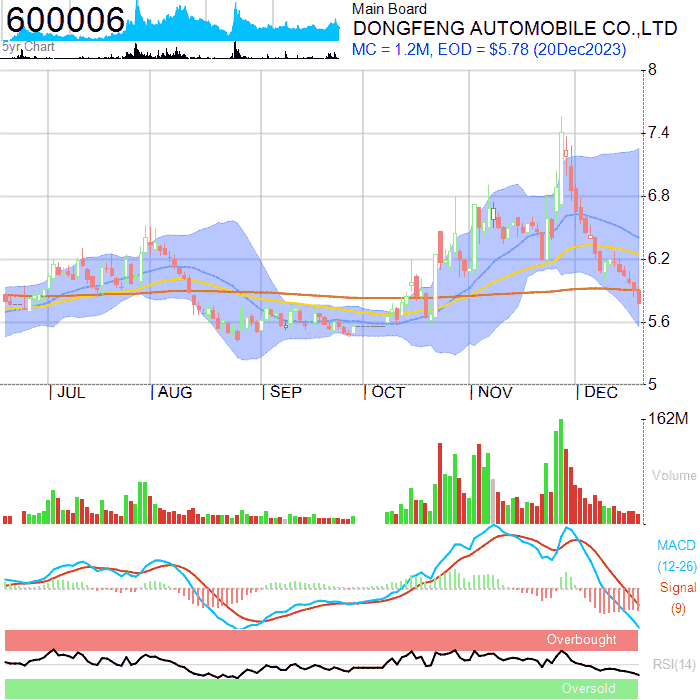 600006
5yr Chart
Main Board
DONGFENG AUTOMOBILE CO.,LTD
MC = 1.2M, EOD = $5.78 (20Dec2023)
8
7.4
6.8
6.2
5.6
5
JUL AUG SEP OCT NOV DEC
162M
Volume
MACD
(12-26)
Signal
(9)
Overbought
RSI(14)
Oversold